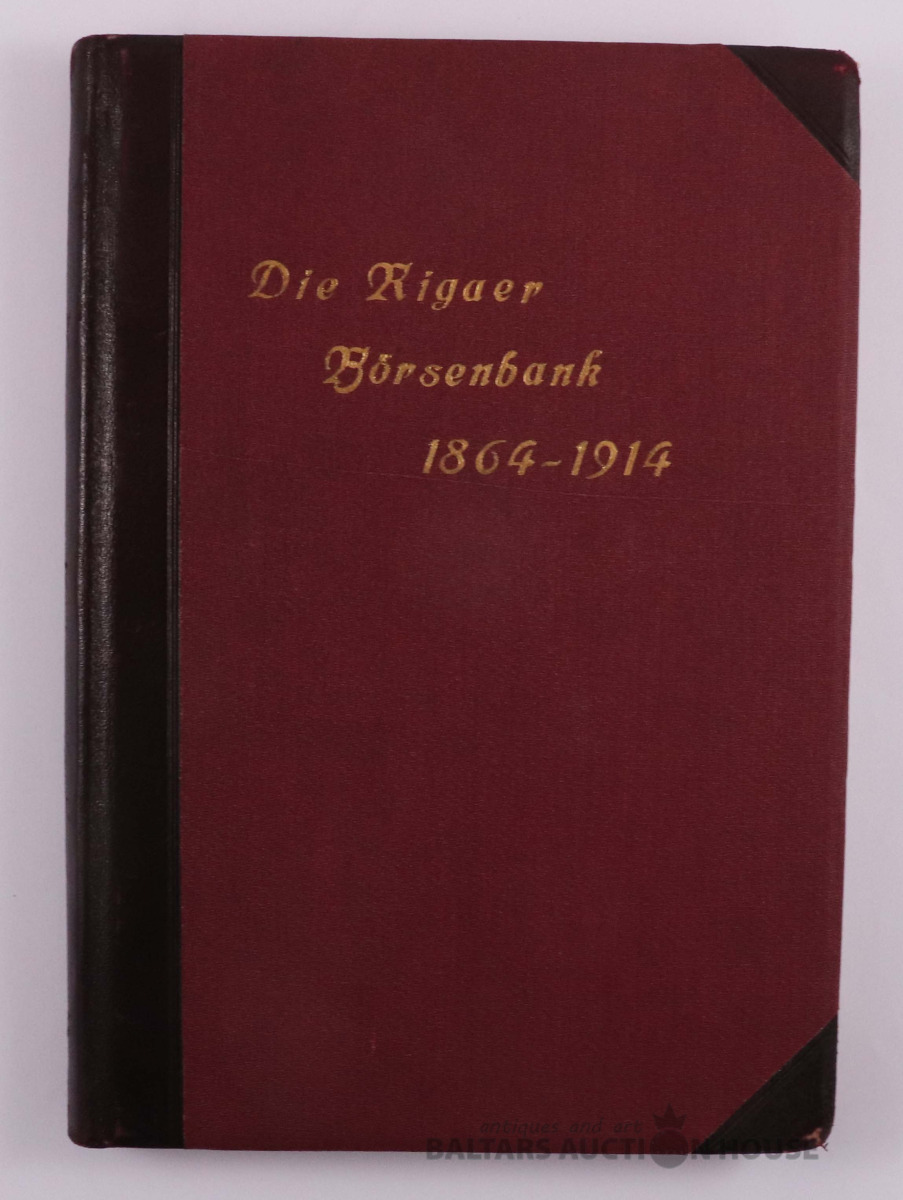 Die Rigaer
Börsenbank
1864-1914
antiques and art
BALTARS AUCTION HOUSE